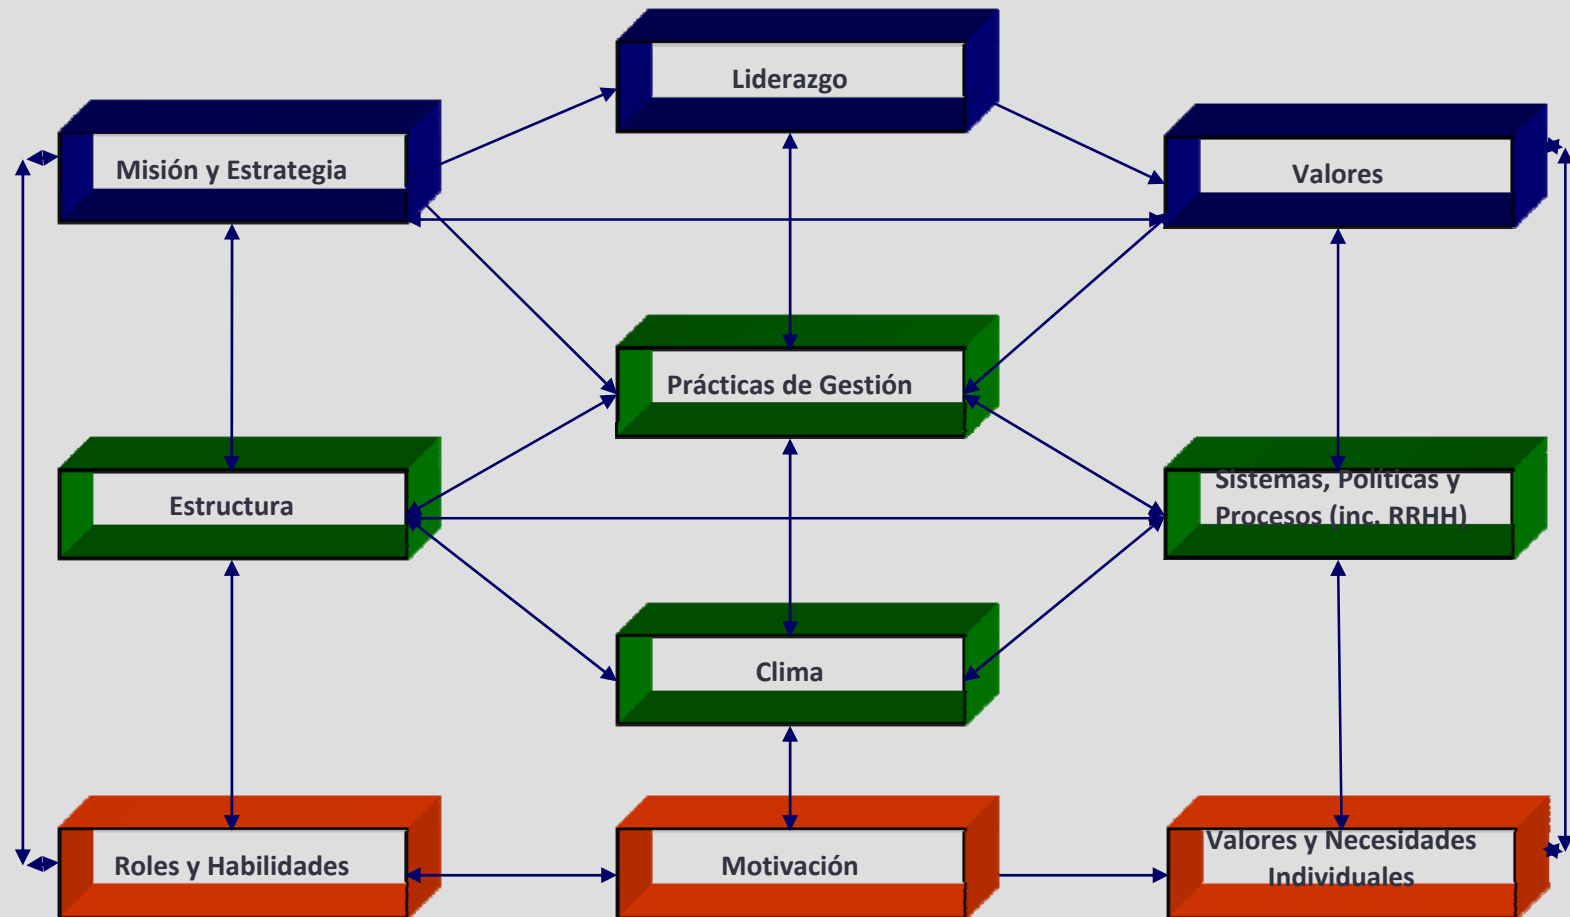 Liderazgo
Misión y Estrategia
Valores
Prácticas de Gestión
Estructura
Sistemas, Políticas y
Procesos (inc. RRHH)
Clima
Roles y Habilidades
Motivación
Valores y Necesidades
Individuales